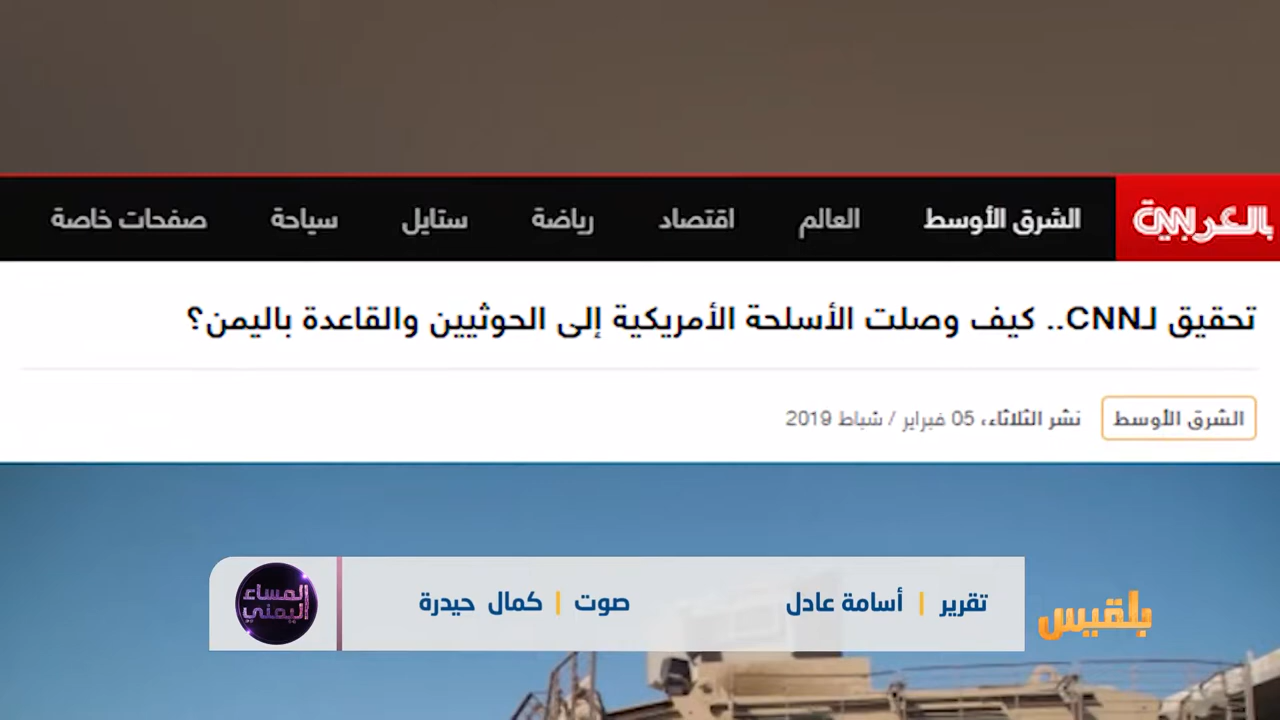 CNN بالعربية الشرق الأوسط العالم اقتصاد رياضة ستايل سياحة صفحات خاصة
تحقيق لـCNN.. كيف وصلت الأسلحة الأمريكية إلى الحوثيين والقاعدة باليمن؟
الشرق الأوسط نشر الثلاثاء، 05 فبراير / شباط 2019
تقرير | أسامة عادل صوت | كمال حيدرة
المساء اليمني
بلقيس